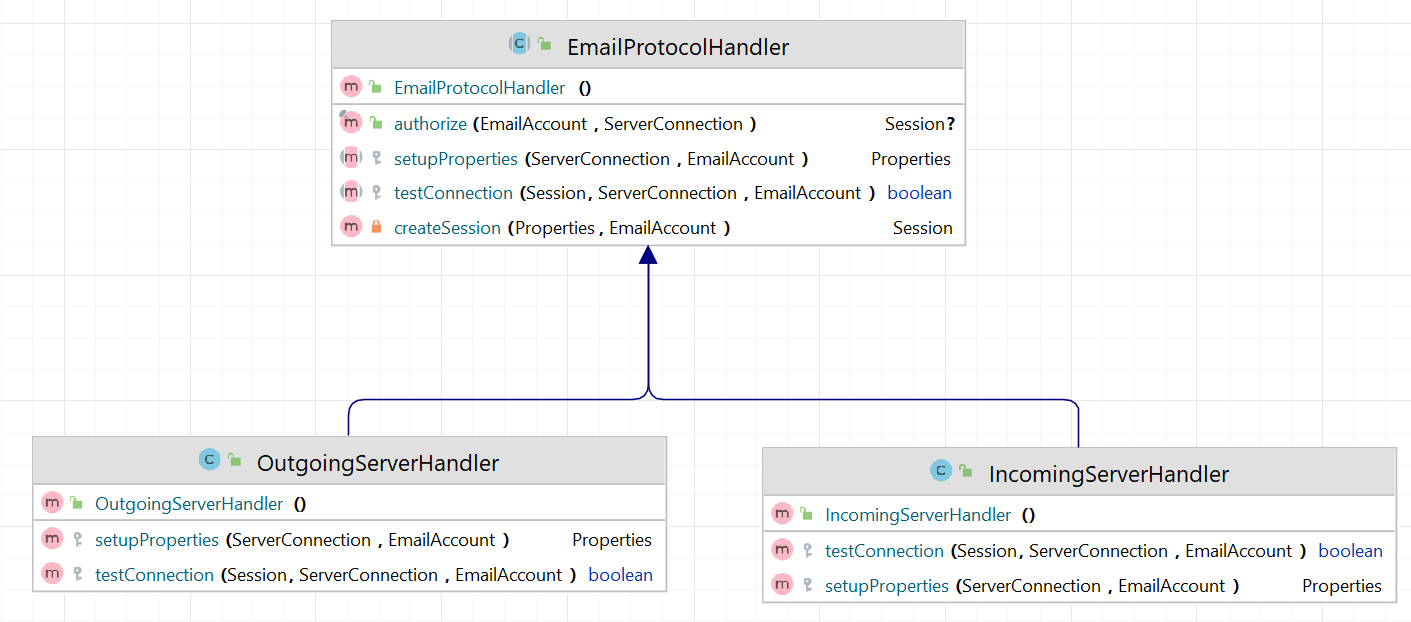 EmailProtocolHandler
EmailProtocolHandler ()
authorize (EmailAccount , ServerConnection ) Session?
setupProperties (ServerConnection , EmailAccount ) Properties
testConnection (Session, ServerConnection , EmailAccount ) boolean
createSession (Properties , EmailAccount ) Session
OutgoingServerHandler
OutgoingServerHandler ()
setupProperties (ServerConnection , EmailAccount ) Properties
testConnection (Session, ServerConnection , EmailAccount ) boolean
IncomingServerHandler
IncomingServerHandler ()
testConnection (Session, ServerConnection , EmailAccount ) boolean
setupProperties (ServerConnection , EmailAccount ) Properties